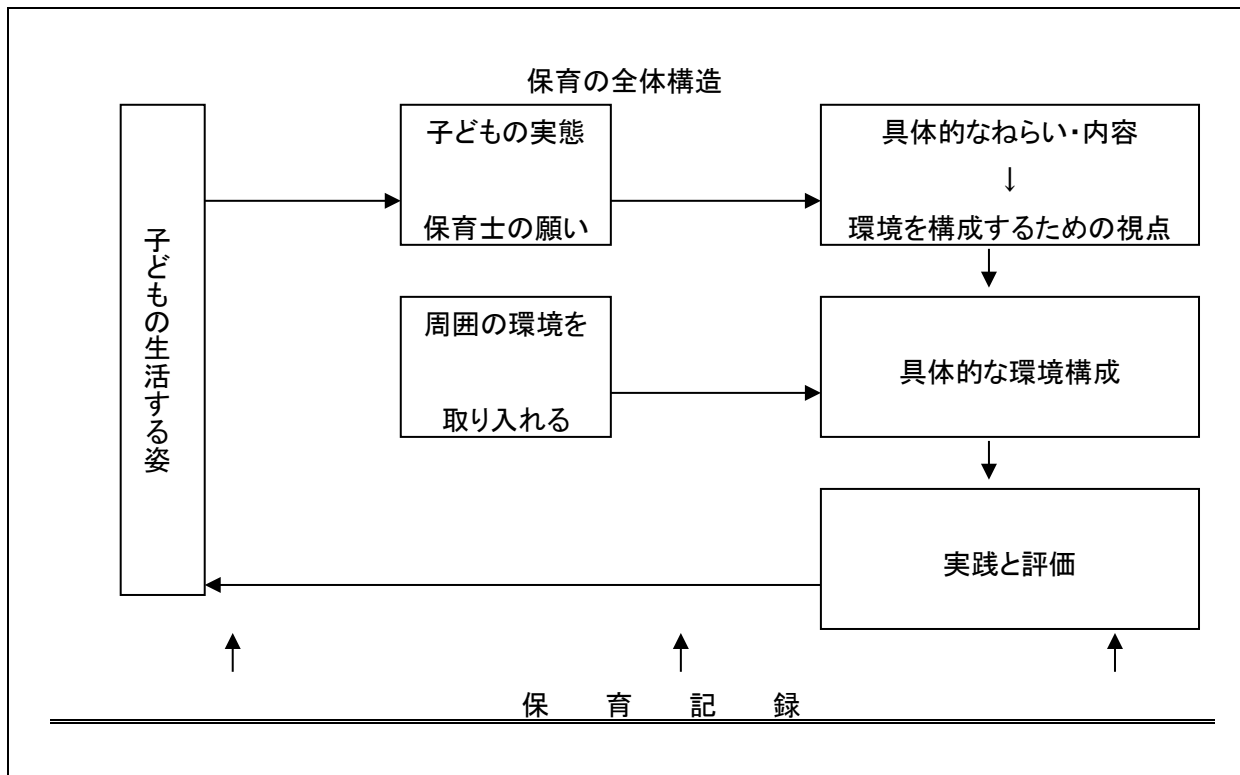 保育の全体構造
子どもの生活する姿
子どもの実態
保育士の願い
具体的なねらい・内容
↓
環境を構成するための視点
周囲の環境を
取り入れる
具体的な環境構成
実践と評価
保 育 記 録